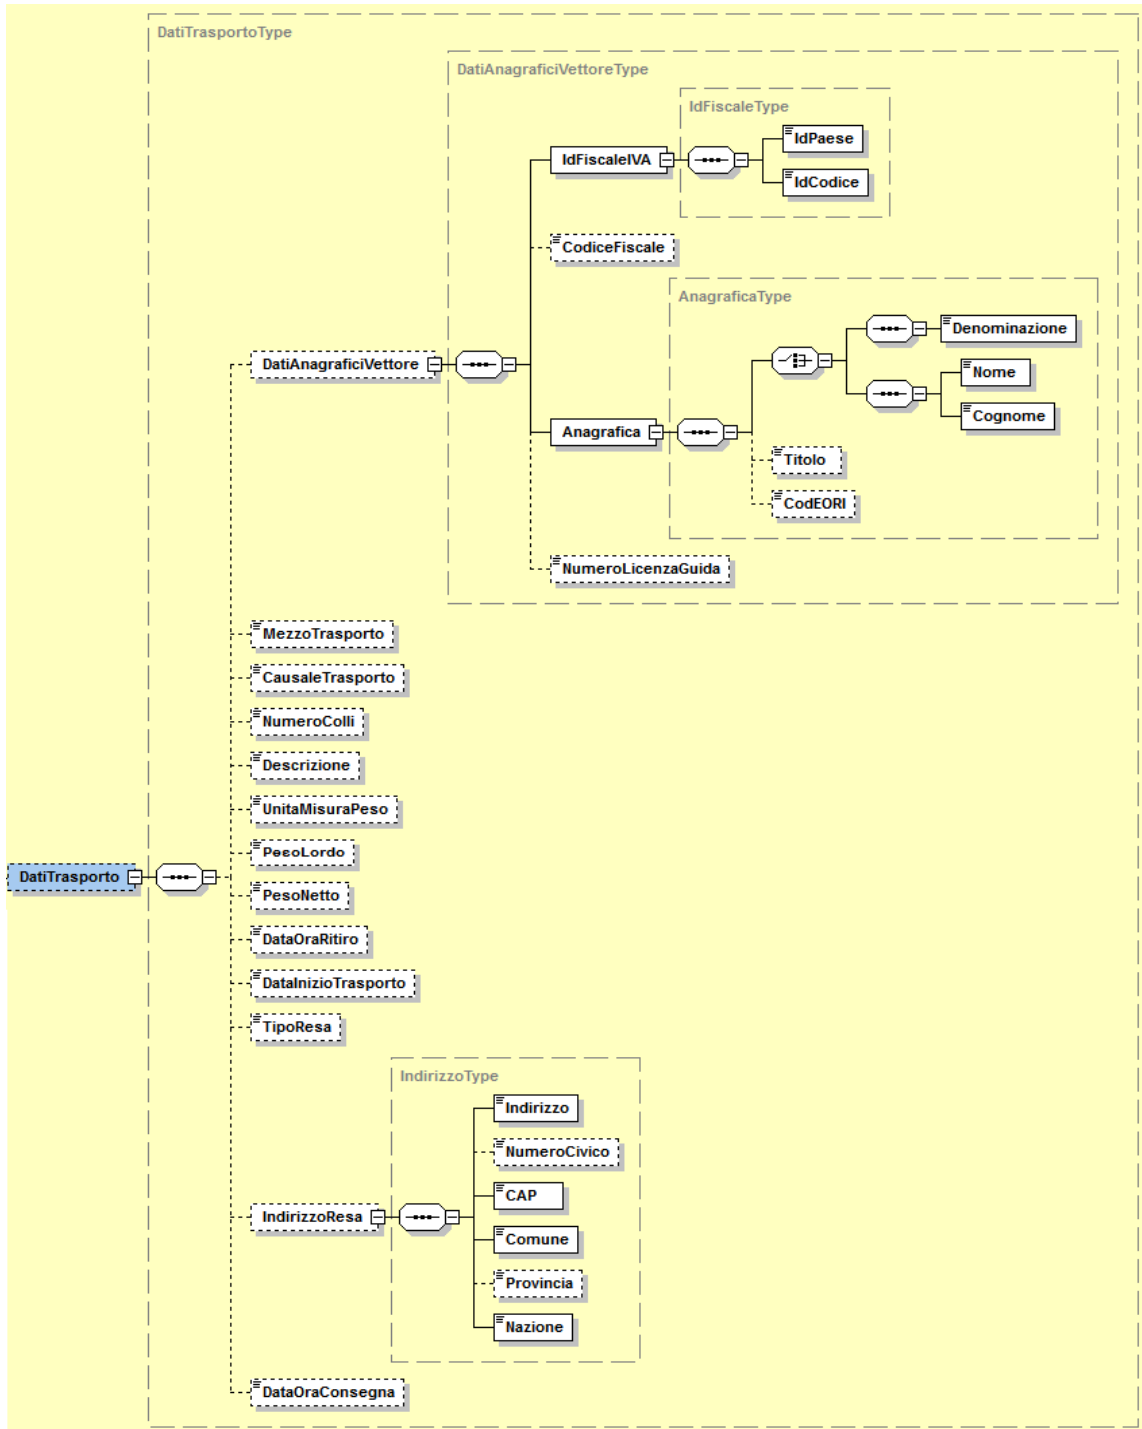 DatiTrasportoType
DatiAnagraficiVettoreType
IdFiscaleType
IdPaese
IdFiscaleIVA
IdCodice
CodiceFiscale
AnagraficaType
Denominazione
DatiAnagraficiVettore
Nome
Cognome
Anagrafica
Titolo
CodEORI
NumeroLicenzaGuida
MezzoTrasporto
CausaleTrasporto
NumeroColli
Descrizione
UnitaMisuraPeso
PesoLordo
DatiTrasporto
PesoNetto
DataOraRitiro
DataInizioTrasporto
TipoResa
IndirizzoType
Indirizzo
NumeroCivico
CAP
IndirizzoResa
Comune
Provincia
Nazione
DataOraConsegna